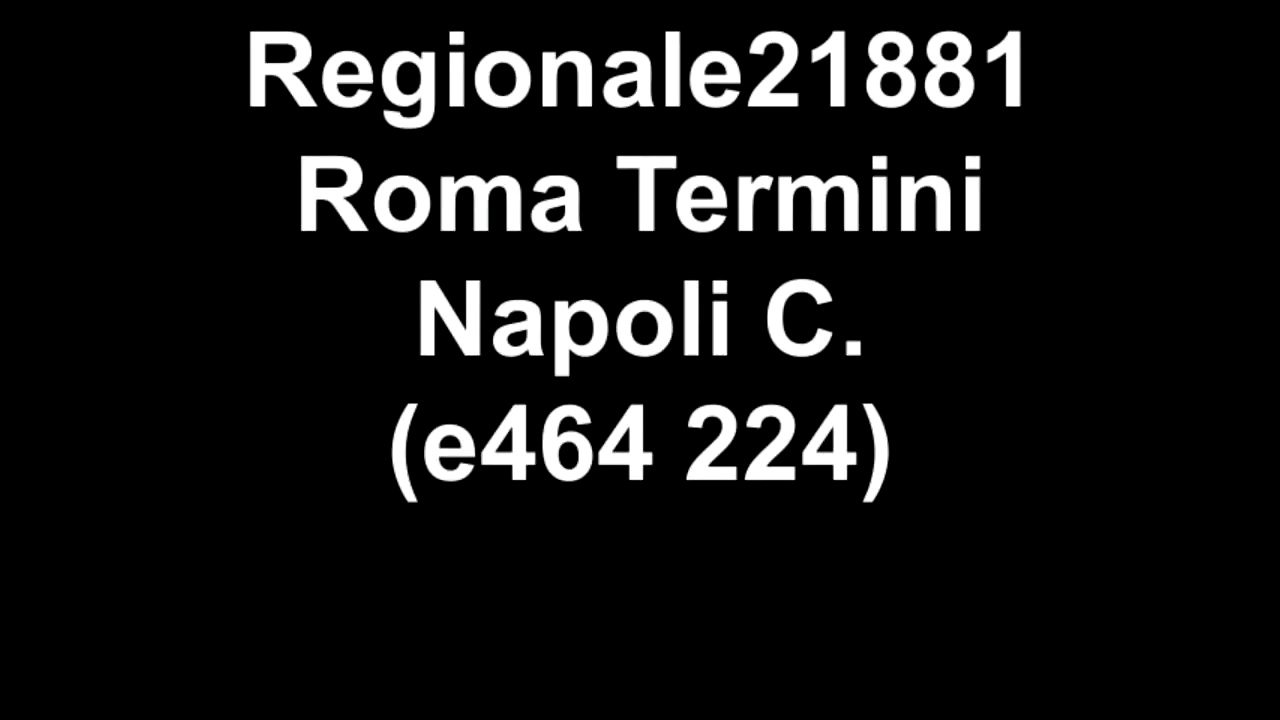 Regionale21881
Roma Termini
Napoli C.
(e464 224)